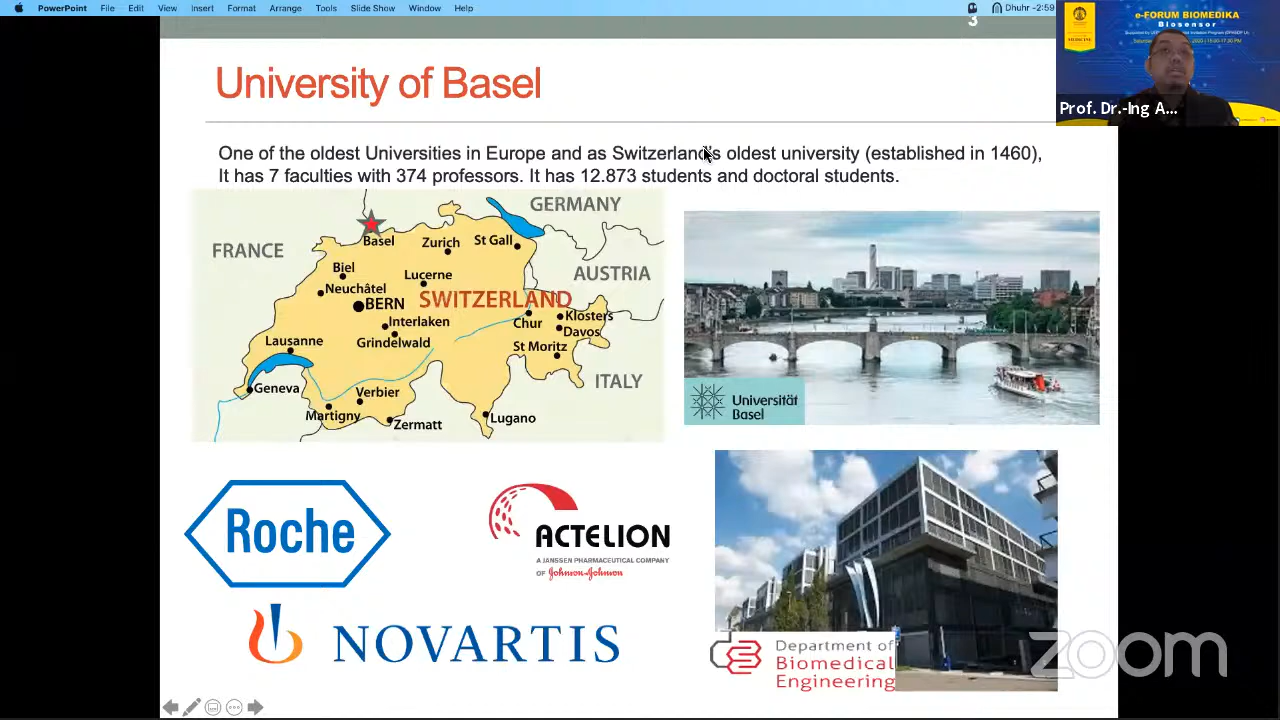 PowerPoint File Edit View Insert Format Arrange Tools Slide Show Window Help
Dhuhr -2:59
3
e-FORUM BIOMEDIKA
Biosensor
Prof. Dr.-Ing A...
University of Basel
One of the oldest Universities in Europe and as Switzerland's oldest university (established in 1460),
It has 7 faculties with 374 professors. It has 12.873 students and doctoral students.
GERMANY
FRANCE
Basel
Zurich
St Gall
AUSTRIA
Biel
Lucerne
Neuchâtel
BERN
SWITZERLAND
Interlaken
Klosters
Chur
Davos
Grindelwald
Lausanne
St Moritz
ITALY
Geneva
Verbier
Martigny
Zermatt
Lugano
Universität
Basel
Roche
ACTELION
A JANSSEN PHARMACEUTICAL COMPANY
OF Johnson & Johnson
NOVARTIS
Department of
Biomedical
Engineering
zoom